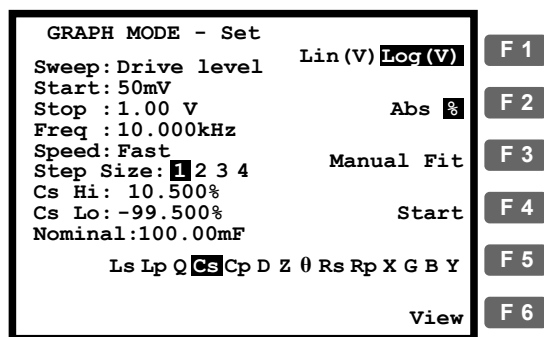 GRAPH MODE - Set
Lin(V) Log(V) F 1
Sweep: Drive level
Start: 50mV
Stop : 1.00 V
Abs % F 2
Freq : 10.000kHz
Speed: Fast
Manual Fit F 3
Step Size: 1 2 3 4
Cs Hi: 10.500%
Cs Lo: -99.500%
Start F 4
Nominal:100.00mF
Ls Lp Q Cs Cp D Z θ Rs Rp X G B Y F 5
View F 6